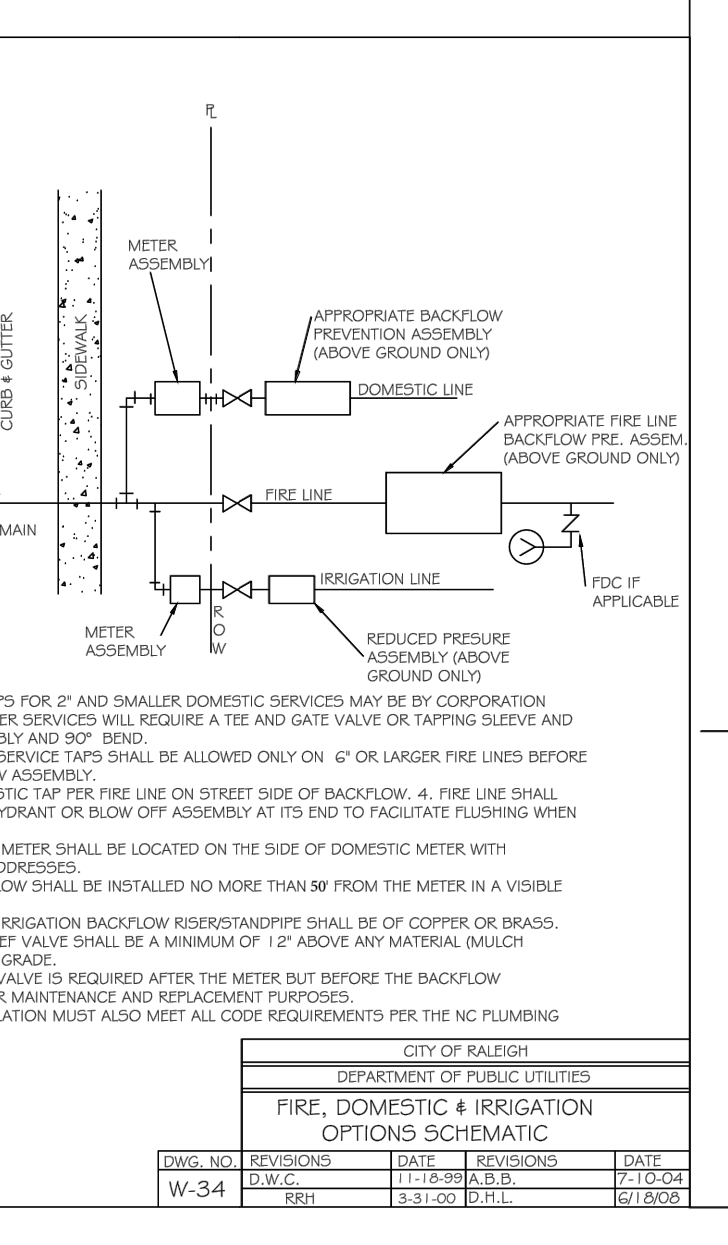 PL
METER
ASSEMBLY
CURB & GUTTER
SIDEWALK
APPROPRIATE BACKFLOW
PREVENTION ASSEMBLY
(ABOVE GROUND ONLY)
DOMESTIC LINE
APPROPRIATE FIRE LINE
BACKFLOW PRE. ASSEM.
(ABOVE GROUND ONLY)
FIRE LINE
MAIN
IRRIGATION LINE
FDC IF
APPLICABLE
ROW
METER
ASSEMBLY
REDUCED PRESURE
ASSEMBLY (ABOVE
GROUND ONLY)
PS FOR 2" AND SMALLER DOMESTIC SERVICES MAY BE BY CORPORATION
ER SERVICES WILL REQUIRE A TEE AND GATE VALVE OR TAPPING SLEEVE AND
BLY AND 90° BEND.
SERVICE TAPS SHALL BE ALLOWED ONLY ON 6" OR LARGER FIRE LINES BEFORE
W ASSEMBLY.
STIC TAP PER FIRE LINE ON STREET SIDE OF BACKFLOW. 4. FIRE LINE SHALL
YDRANT OR BLOW OFF ASSEMBLY AT ITS END TO FACILITATE FLUSHING WHEN
METER SHALL BE LOCATED ON THE SIDE OF DOMESTIC METER WITH
DDRESSES.
LOW SHALL BE INSTALLED NO MORE THAN 50' FROM THE METER IN A VISIBLE
IRRIGATION BACKFLOW RISER/STANDPIPE SHALL BE OF COPPER OR BRASS.
EF VALVE SHALL BE A MINIMUM OF 12" ABOVE ANY MATERIAL (MULCH
GRADE.
VALVE IS REQUIRED AFTER THE METER BUT BEFORE THE BACKFLOW
R MAINTENANCE AND REPLACEMENT PURPOSES.
LATION MUST ALSO MEET ALL CODE REQUIREMENTS PER THE NC PLUMBING
CITY OF RALEIGH
DEPARTMENT OF PUBLIC UTILITIES
FIRE, DOMESTIC & IRRIGATION
OPTIONS SCHEMATIC
DWG. NO. REVISIONS DATE REVISIONS DATE
W-34 D.W.C. 11-18-99 A.B.B. 7-10-04
RRH 3-31-00 D.H.L. 6/18/08